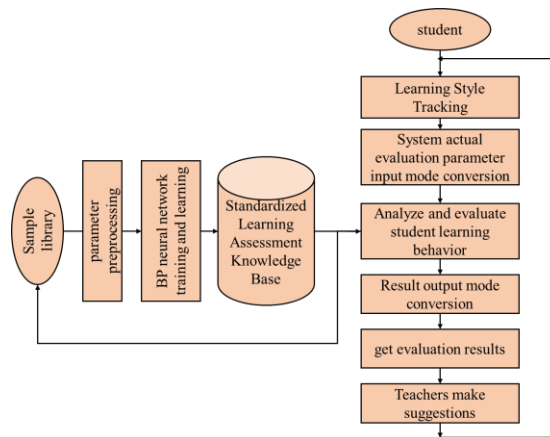 student
Learning Style
Tracking
System actual
evaluation parameter
input mode conversion
Sample
library
parameter
preprocessing
BP neural network
training and learning
Standardized
Learning
Assessment
Knowledge
Base
Analyze and evaluate
student learning
behavior
Result output mode
conversion
get evaluation results
Teachers make
suggestions